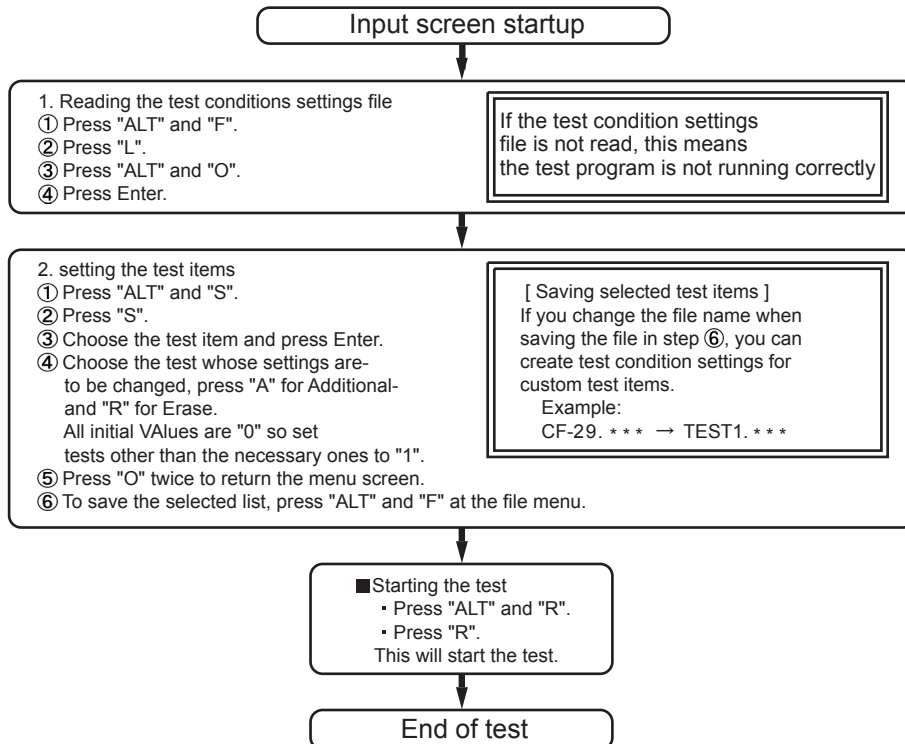 Input screen startup
1. Reading the test conditions settings file
① Press "ALT" and "F".
② Press "L".
③ Press "ALT" and "O".
④ Press Enter.
If the test condition settings
file is not read, this means
the test program is not running correctly
2. setting the test items
① Press "ALT" and "S".
② Press "S".
③ Choose the test item and press Enter.
④ Choose the test whose settings are-
to be changed, press "A" for Additional-
and "R" for Erase.
All initial VAlues are "0" so set
tests other than the necessary ones to "1".
⑤ Press "O" twice to return the menu screen.
⑥ To save the selected list, press "ALT" and "F" at the file menu.
[ Saving selected test items ]
If you change the file name when
saving the file in step ⑥, you can
create test condition settings for
custom test items.
Example:
CF-29. * * * → TEST1. * * *
■Starting the test
・Press "ALT" and "R".
・Press "R".
This will start the test.
End of test